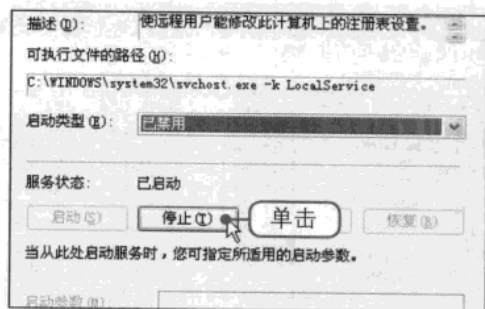 描述(D): 使远程用户能修改此计算机上的注册表设置。
可执行文件的路径(H):
C:\WINDOWS\system32\svchost.exe -k LocalService
启动类型(E): 已禁用
服务状态: 已启动
启动(S) 停止(T) 单击 恢复(R)
当从此处启动服务时，您可指定所适用的启动参数。
启动参数(M)